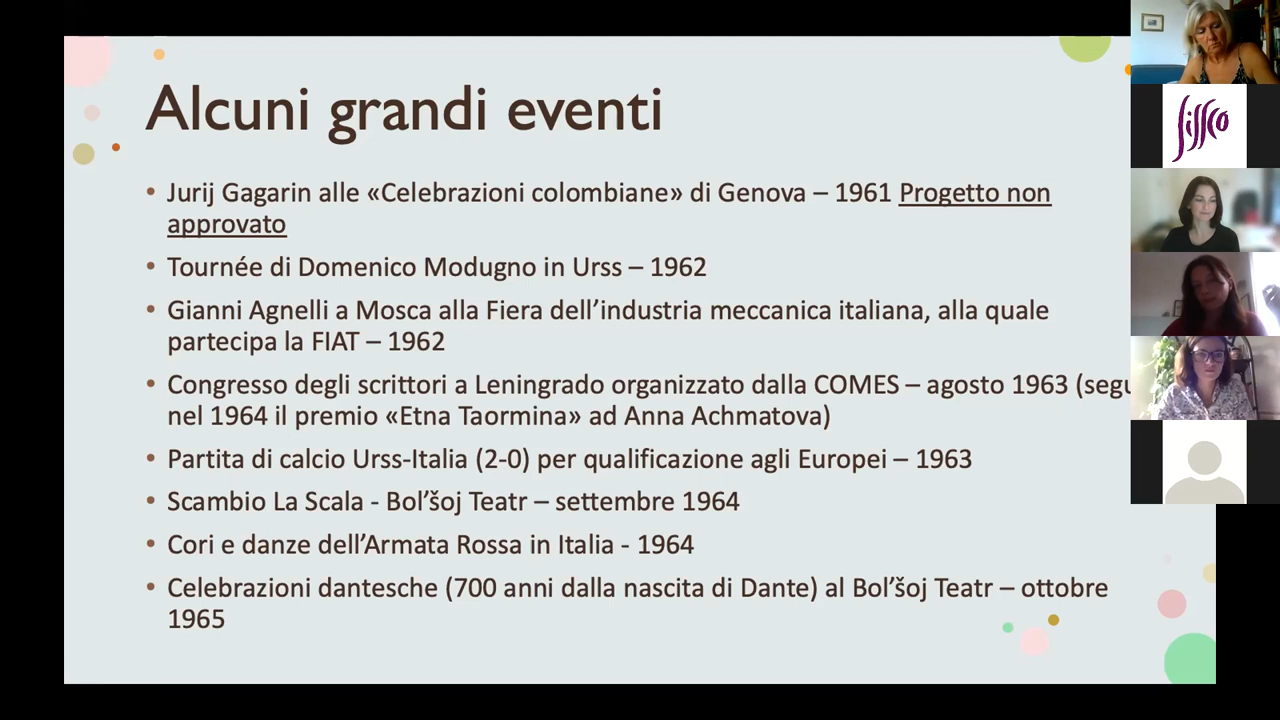 Alcuni grandi eventi
• Jurij Gagarin alle «Celebrazioni colombiane» di Genova – 1961 Progetto non
approvato
• Tournée di Domenico Modugno in Urss – 1962
• Gianni Agnelli a Mosca alla Fiera dell’industria meccanica italiana, alla quale
partecipa la FIAT – 1962
• Congresso degli scrittori a Leningrado organizzato dalla COMES – agosto 1963 (segu
nel 1964 il premio «Etna Taormina» ad Anna Achmatova)
• Partita di calcio Urss-Italia (2-0) per qualificazione agli Europei – 1963
• Scambio La Scala - Bol’šoj Teatr – settembre 1964
• Cori e danze dell’Armata Rossa in Italia - 1964
• Celebrazioni dantesche (700 anni dalla nascita di Dante) al Bol’šoj Teatr – ottobre
1965